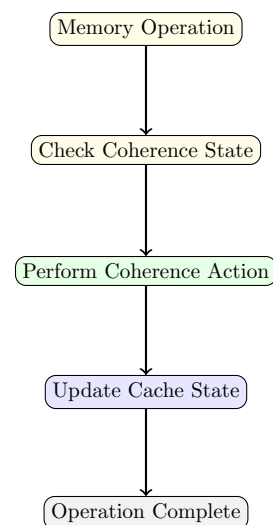 Memory Operation
Check Coherence State
Perform Coherence Action
Update Cache State
Operation Complete